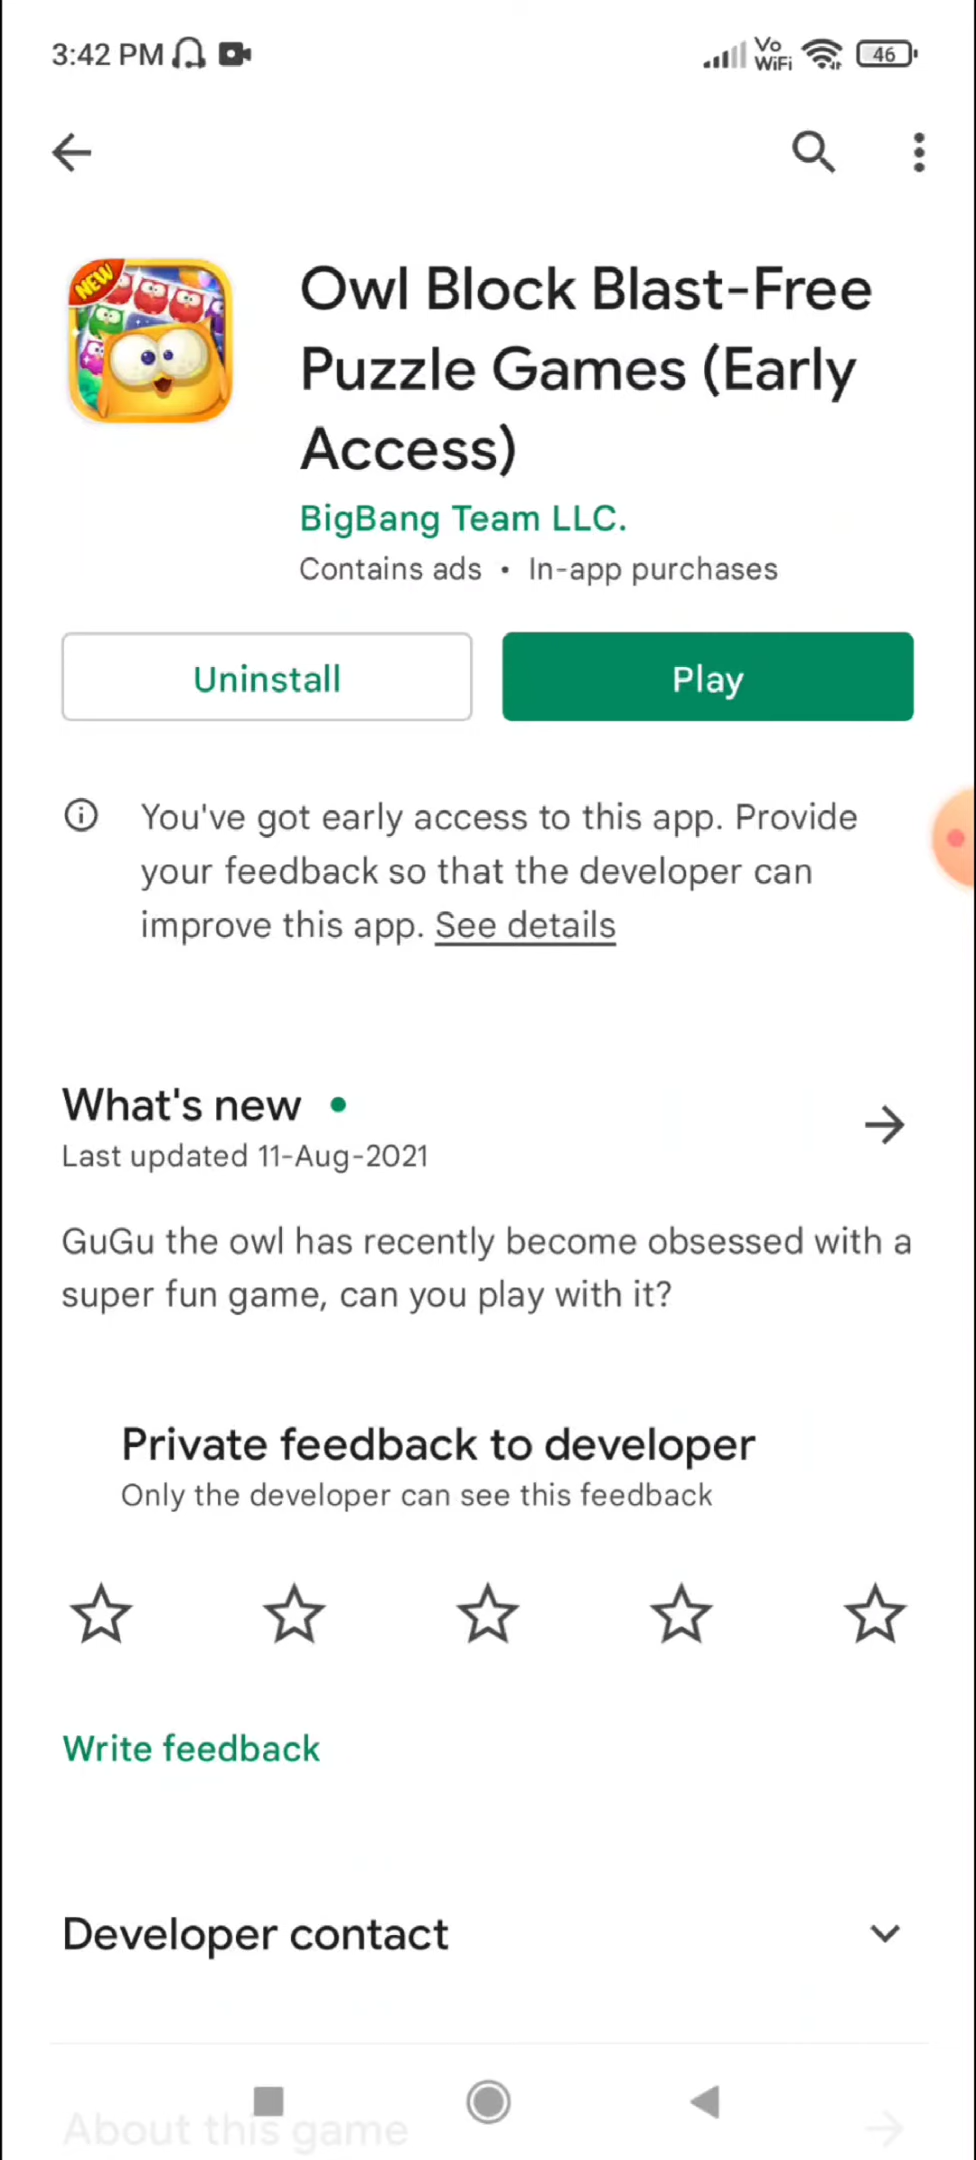 3:42 PM
Vo
WiFi
46
NEW
Owl Block Blast-Free
Puzzle Games (Early
Access)
BigBang Team LLC.
Contains ads • In-app purchases
Uninstall
Play
You've got early access to this app. Provide
your feedback so that the developer can
improve this app. See details
What's new
Last updated 11-Aug-2021
GuGu the owl has recently become obsessed with a
super fun game, can you play with it?
Private feedback to developer
Only the developer can see this feedback
Write feedback
Developer contact
About this game